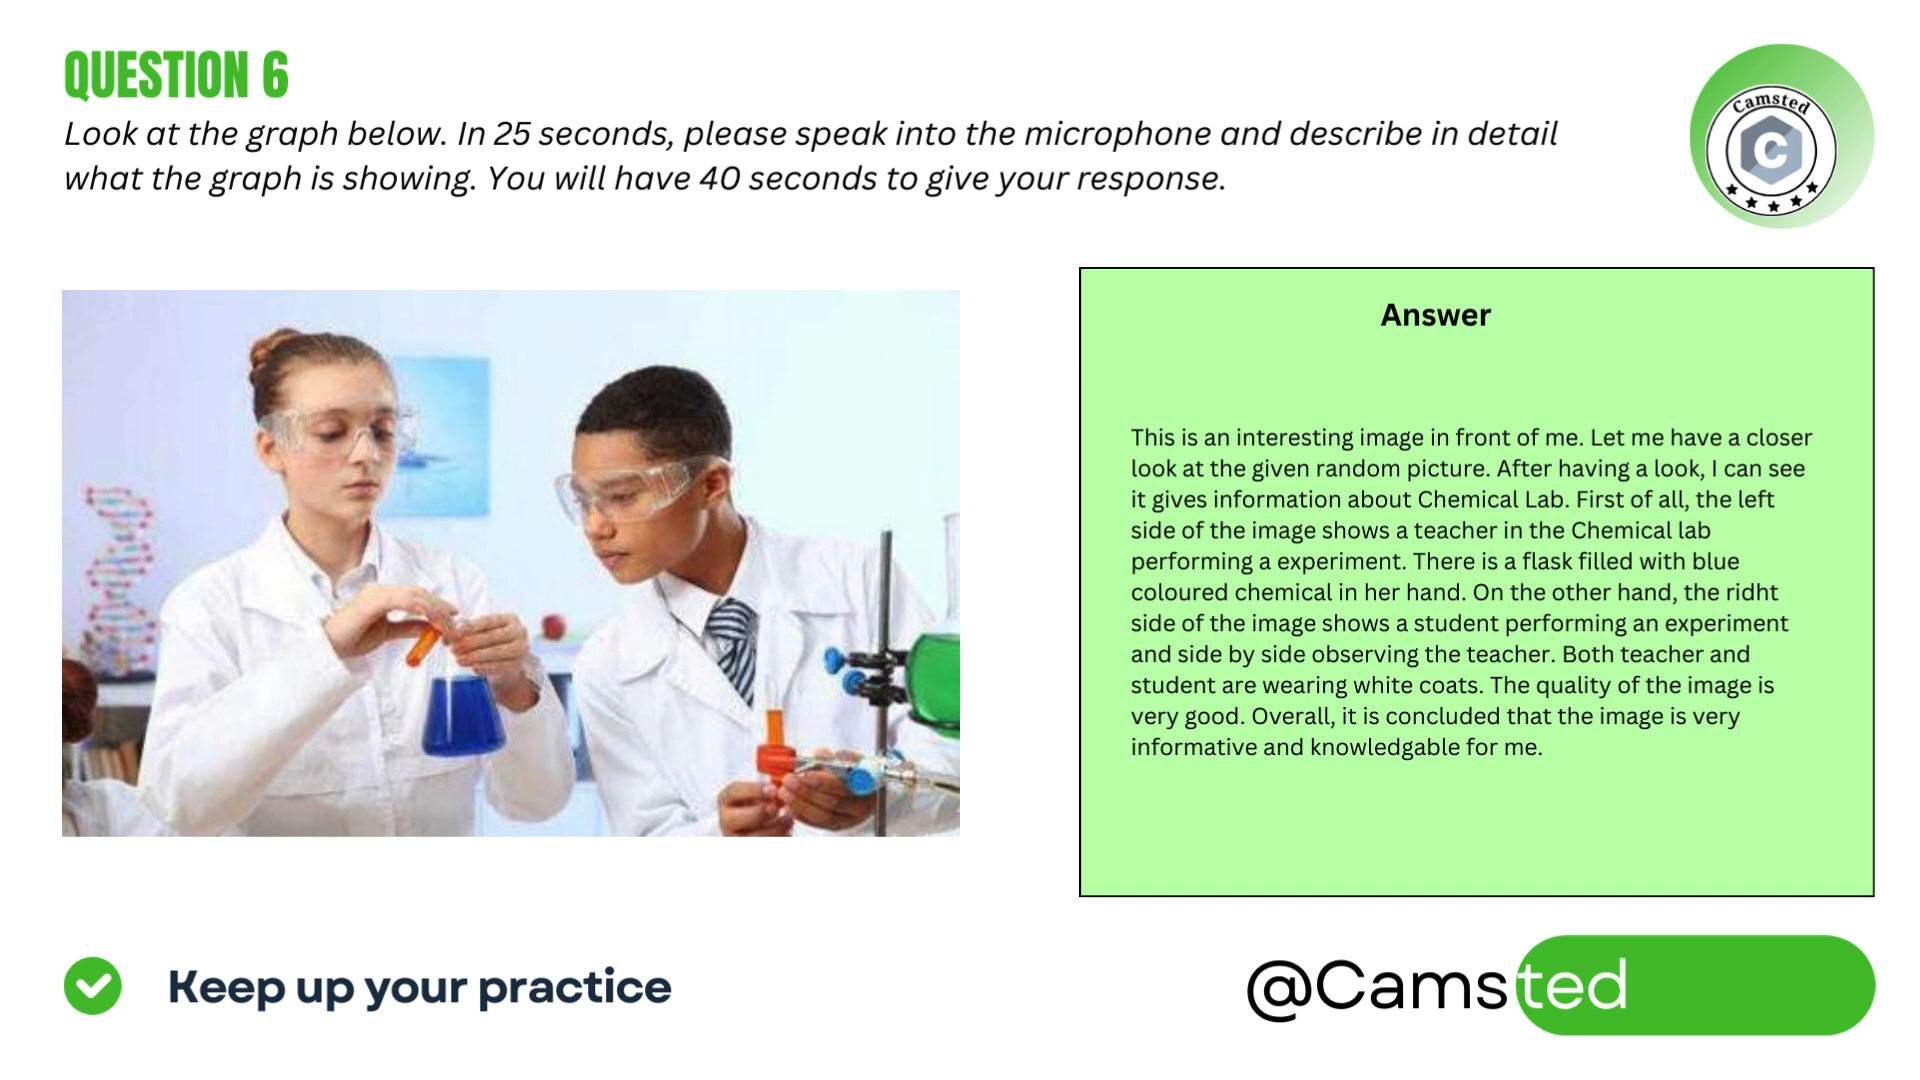 QUESTION 6
Look at the graph below. In 25 seconds, please speak into the microphone and describe in detail
what the graph is showing. You will have 40 seconds to give your response.
Camsted
C
Answer
This is an interesting image in front of me. Let me have a closer
look at the given random picture. After having a look, I can see
it gives information about Chemical Lab. First of all, the left
side of the image shows a teacher in the Chemical lab
performing a experiment. There is a flask filled with blue
coloured chemical in her hand. On the other hand, the ridht
side of the image shows a student performing an experiment
and side by side observing the teacher. Both teacher and
student are wearing white coats. The quality of the image is
very good. Overall, it is concluded that the image is very
informative and knowledgable for me.
Keep up your practice
@Camsted